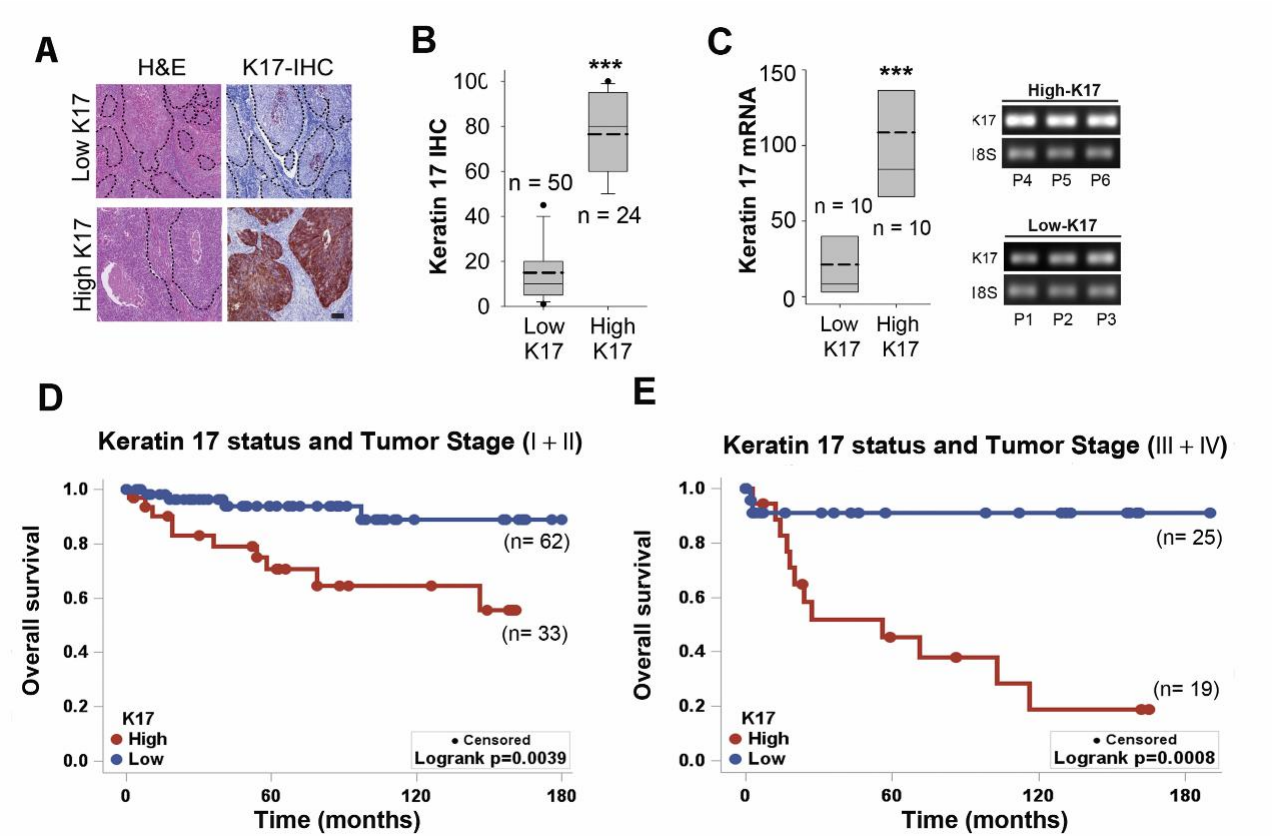 A
H&E K17-IHC
Low K17
High K17
B
Keratin 17 IHC
***
100
80
60
40
20
0
n = 50
n = 24
Low K17
High K17
C
Keratin 17 mRNA
***
150
100
50
0
n = 10
n = 10
Low K17
High K17
High-K17
K17
18S
P4 P5 P6
Low-K17
K17
18S
P1 P2 P3
D
Keratin 17 status and Tumor Stage (I + II)
Overall survival
1.0
0.8
0.6
0.4
0.2
0.0
(n= 62)
(n= 33)
K17
High
Low
Censored
Logrank p=0.0039
0 60 120 180
Time (months)
E
Keratin 17 status and Tumor Stage (III + IV)
Overall survival
1.0
0.8
0.6
0.4
0.2
0.0
(n= 25)
(n= 19)
K17
High
Low
Censored
Logrank p=0.0008
0 60 120 180
Time (months)